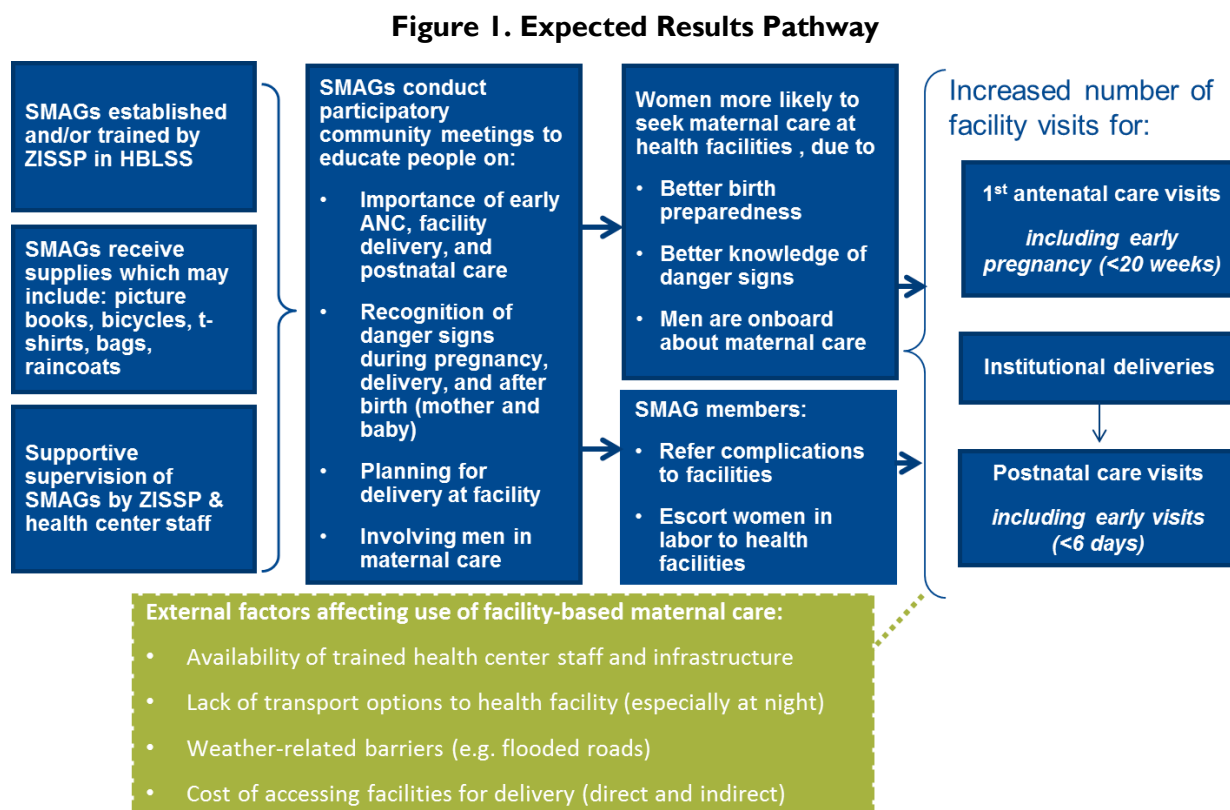 Figure 1. Expected Results Pathway
SMAGs established
and/or trained by
ZISSP in HBLSS
SMAGs receive
supplies which may
include: picture
books, bicycles, t-
shirts, bags,
raincoats
Supportive
supervision of
SMAGs by ZISSP &
health center staff
SMAGs conduct
participatory
community meetings to
educate people on:
• Importance of early
ANC, facility
delivery, and
postnatal care
• Recognition of
danger signs
during pregnancy,
delivery, and after
birth (mother and
baby)
• Planning for
delivery at facility
• Involving men in
maternal care
Women more likely to
seek maternal care at
health facilities , due to
• Better birth
preparedness
• Better knowledge of
danger signs
• Men are onboard
about maternal care
SMAG members:
• Refer complications
to facilities
• Escort women in
labor to health
facilities
Increased number of
facility visits for:
1st antenatal care visits
including early
pregnancy (<20 weeks)
Institutional deliveries
Postnatal care visits
including early visits
(<6 days)
External factors affecting use of facility-based maternal care:
• Availability of trained health center staff and infrastructure
• Lack of transport options to health facility (especially at night)
• Weather-related barriers (e.g. flooded roads)
• Cost of accessing facilities for delivery (direct and indirect)